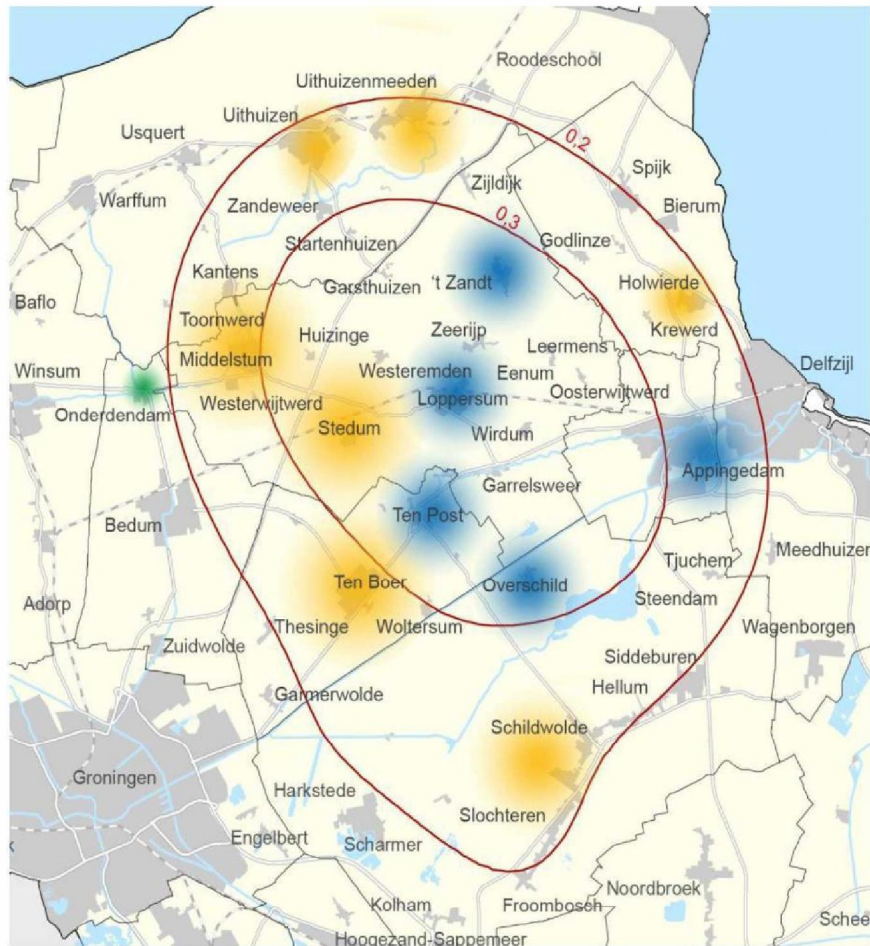 Roodeschool
Uithuizenmeeden
Uithuizen
Usquert
0,2
Spijk
Zijldijk
Warffum
Zandeweer
Bierum
0,3
Startenhuizen
Godlinze
Kantens
't Zandt
Holwierde
Garsthuizen
Baflo
Toornwerd
Huizinge
Zeerijp
Krewerd
Leermens
Middelstum
Winsum
Westeremden
Eenum
Delfzijl
Oosterwijtwerd
Loppersum
Westerwijtwerd
Onderdendam
Stedum
Wirdum
Appingedam
Garrelsweer
Ten Post
Bedum
Meedhuizen
Tjuchem
Ten Boer
Overschild
Adorp
Steendam
Thesinge
Woltersum
Wagenborgen
Zuidwolde
Siddeburen
Garmerwolde
Hellum
Schildwolde
Groningen
Harkstede
Slochteren
Engelbert
Scharmer
k
Noordbroek
Kolham
Froombosch
Schee
Hoogezand-Sappemeer